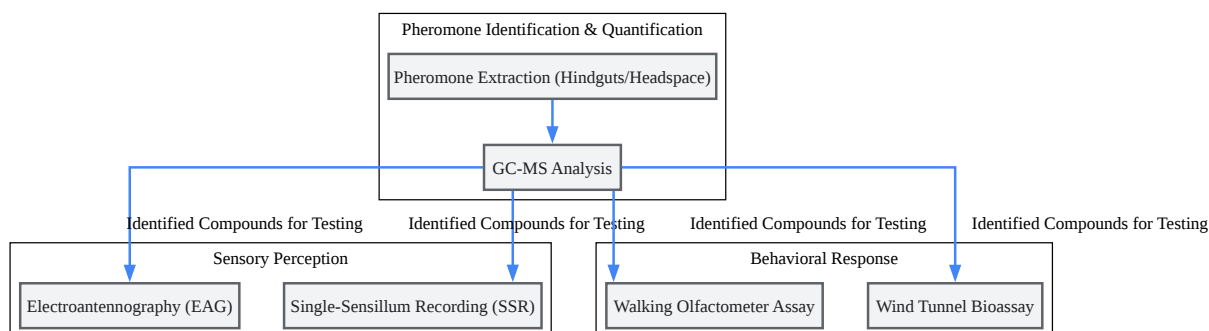 Pheromone Identification & Quantification
Pheromone Extraction (Hindguts/Headspace)
GC-MS Analysis
Identified Compounds for Testing
Identified Compounds for Testing
Identified Compounds for Testing
Identified Compounds for Testing
Sensory Perception
Behavioral Response
Electroantennography (EAG)
Single-Sensillum Recording (SSR)
Walking Olfactometer Assay
Wind Tunnel Bioassay